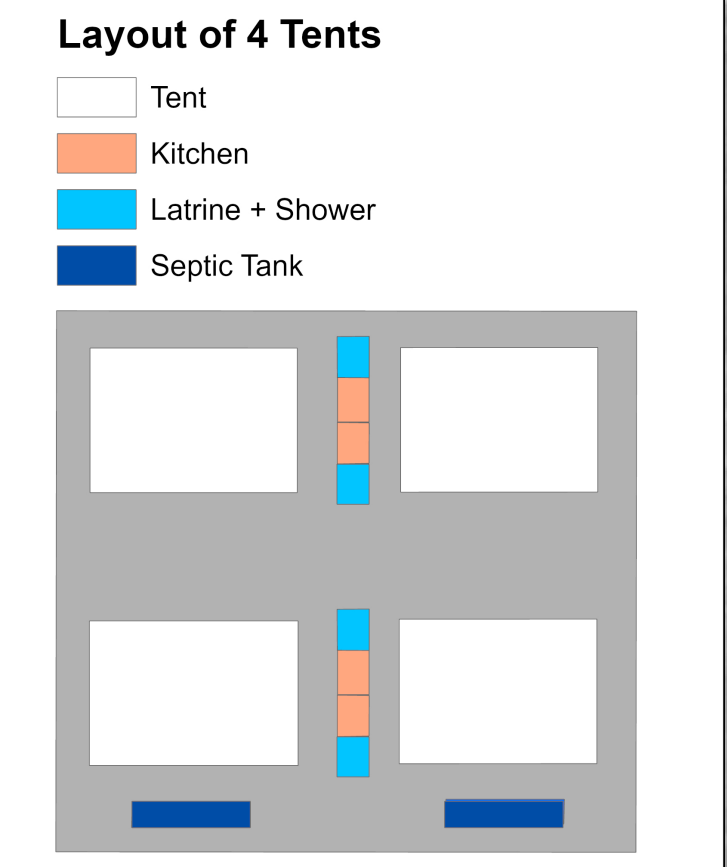 Layout of 4 Tents
Tent
Kitchen
Latrine + Shower
Septic Tank